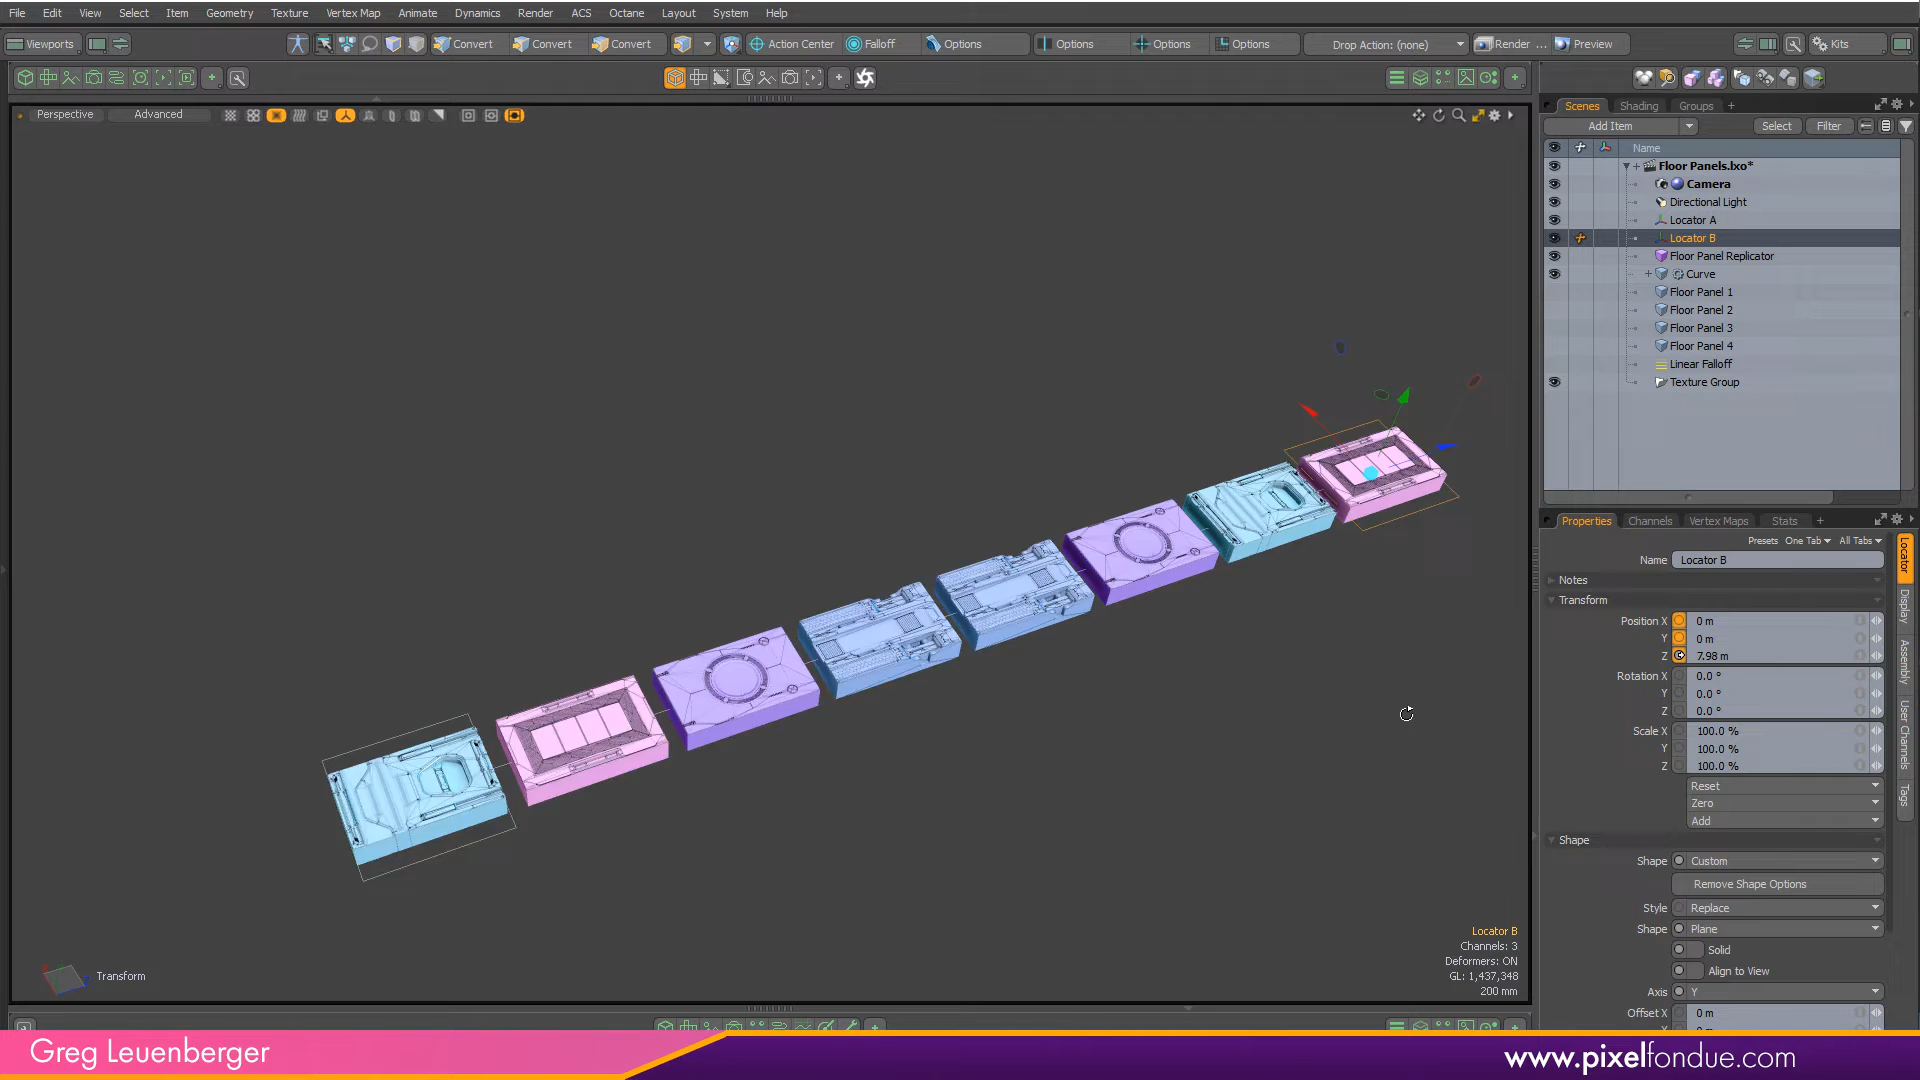 File Edit View Select Item Geometry Texture Vertex Map Animate Dynamics Render ACS Octane Layout System Help
Viewports Convert Convert Convert Action Center Falloff Options Options Options Options Drop Action: (none) Render ... Preview Kits
Perspective Advanced
Scenes Shading Groups +
Add Item Select Filter
Name
Floor Panels.lxo*
Camera
Directional Light
Locator A
Locator B
Floor Panel Replicator
Curve
Floor Panel 1
Floor Panel 2
Floor Panel 3
Floor Panel 4
Linear Falloff
Texture Group
Properties Channels Vertex Maps Stats +
Presets One Tab All Tabs
Name Locator B
Notes
Transform
Position X 0 m
Y 0 m
Z 7.98 m
Rotation X 0.0 °
Y 0.0 °
Z 0.0 °
Scale X 100.0 %
Y 100.0 %
Z 100.0 %
Reset
Zero
Add
Shape
Shape Custom
Remove Shape Options
Style Replace
Shape Plane
Solid
Align to View
Axis Y
Offset X 0 m
Locator
Display
Assembly
User Channels
Tags
Locator B
Channels: 3
Deformers: ON
GL: 1,437,348
200 mm
Transform
Greg Leuenberger
www.pixelfondue.com